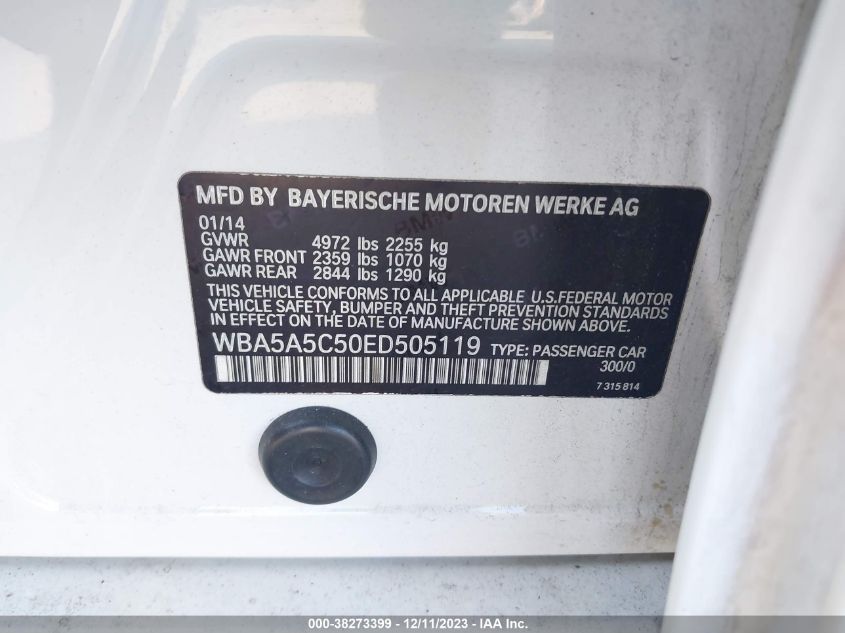 MFD BY BAYERISCHE MOTOREN WERKE AG
01/14
GVWR 4972 lbs 2255 kg
GAWR FRONT 2359 lbs 1070 kg
GAWR REAR 2844 lbs 1290 kg
THIS VEHICLE CONFORMS TO ALL APPLICABLE U.S.FEDERAL MOTOR
VEHICLE SAFETY, BUMPER AND THEFT PREVENTION STANDARDS
IN EFFECT ON THE DATE OF MANUFACTURE SHOWN ABOVE.
WBA5A5C50ED505119 TYPE: PASSENGER CAR
300/0
7 315 814
000-38273399 - 12/11/2023 - IAA Inc.